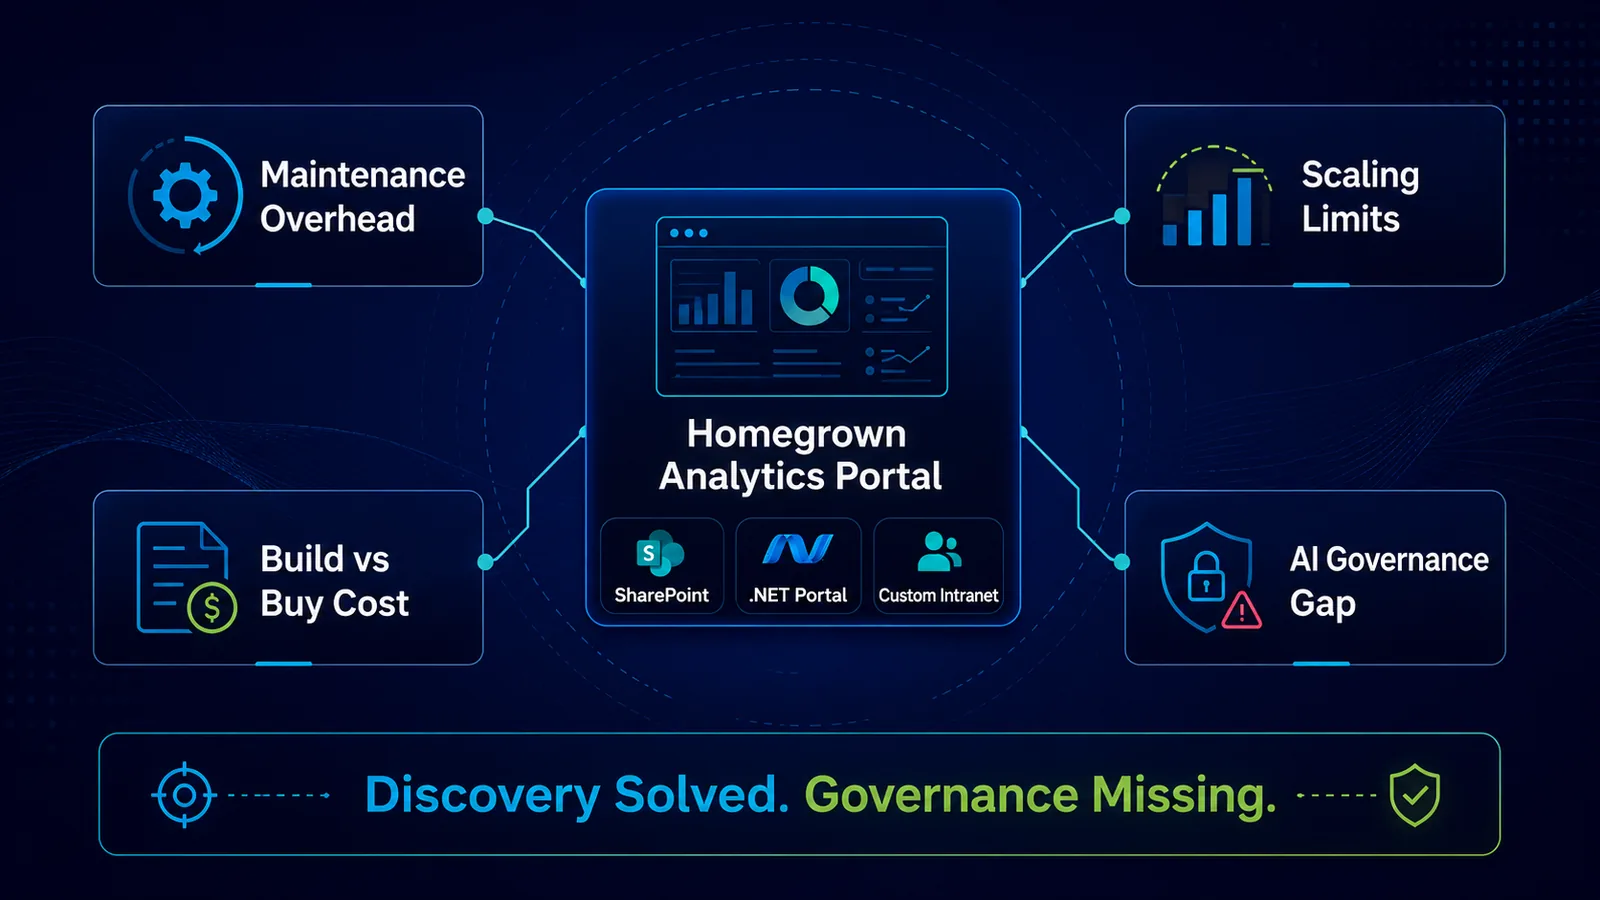 Maintenance
Overhead
Scaling
Limits
Homegrown
Analytics Portal
S
SharePoint
.NET Portal
Custom Intranet
Build vs
Buy Cost
$
AI Governance
Gap
Discovery Solved. Governance Missing.